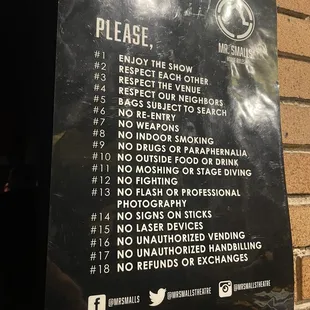 MR. SMALLS
PLEASE,
#1 ENJOY THE SHOW
#2 RESPECT EACH OTHER
#3 RESPECT THE VENUE
#4 RESPECT OUR NEIGHBORS
#5 BAGS SUBJECT TO SEARCH
#6 NO RE-ENTRY
#7 NO WEAPONS
#8 NO INDOOR SMOKING
#9 NO DRUGS OR PARAPHERNALIA
#10 NO OUTSIDE FOOD OR DRINK
#11 NO MOSHING OR STAGE DIVING
#12 NO FIGHTING
#13 NO FLASH OR PROFESSIONAL
PHOTOGRAPHY
#14 NO SIGNS ON STICKS
#15 NO LASER DEVICES
#16 NO UNAUTHORIZED VENDING
#17 NO UNAUTHORIZED HANDBILLING
#18 NO REFUNDS OR EXCHANGES
@MRSMALLS @MRSMALLSTHEATRE @MRSMALLSTHEATRE